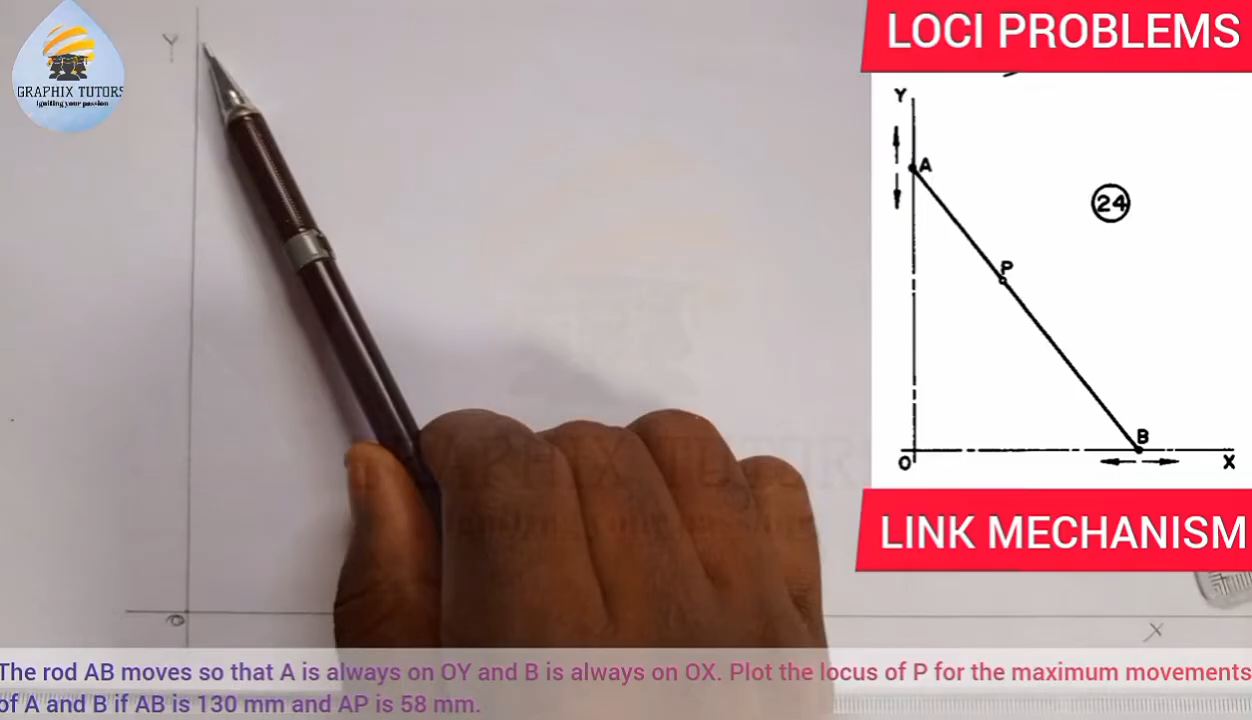 LOCI PROBLEMS
Y
GRAPHIX TUTORS
Igniting your passion
Y
A
24
P
B
O
X
LINK MECHANISM
O
X
The rod AB moves so that A is always on OY and B is always on OX. Plot the locus of P for the maximum movements
of A and B if AB is 130 mm and AP is 58 mm.